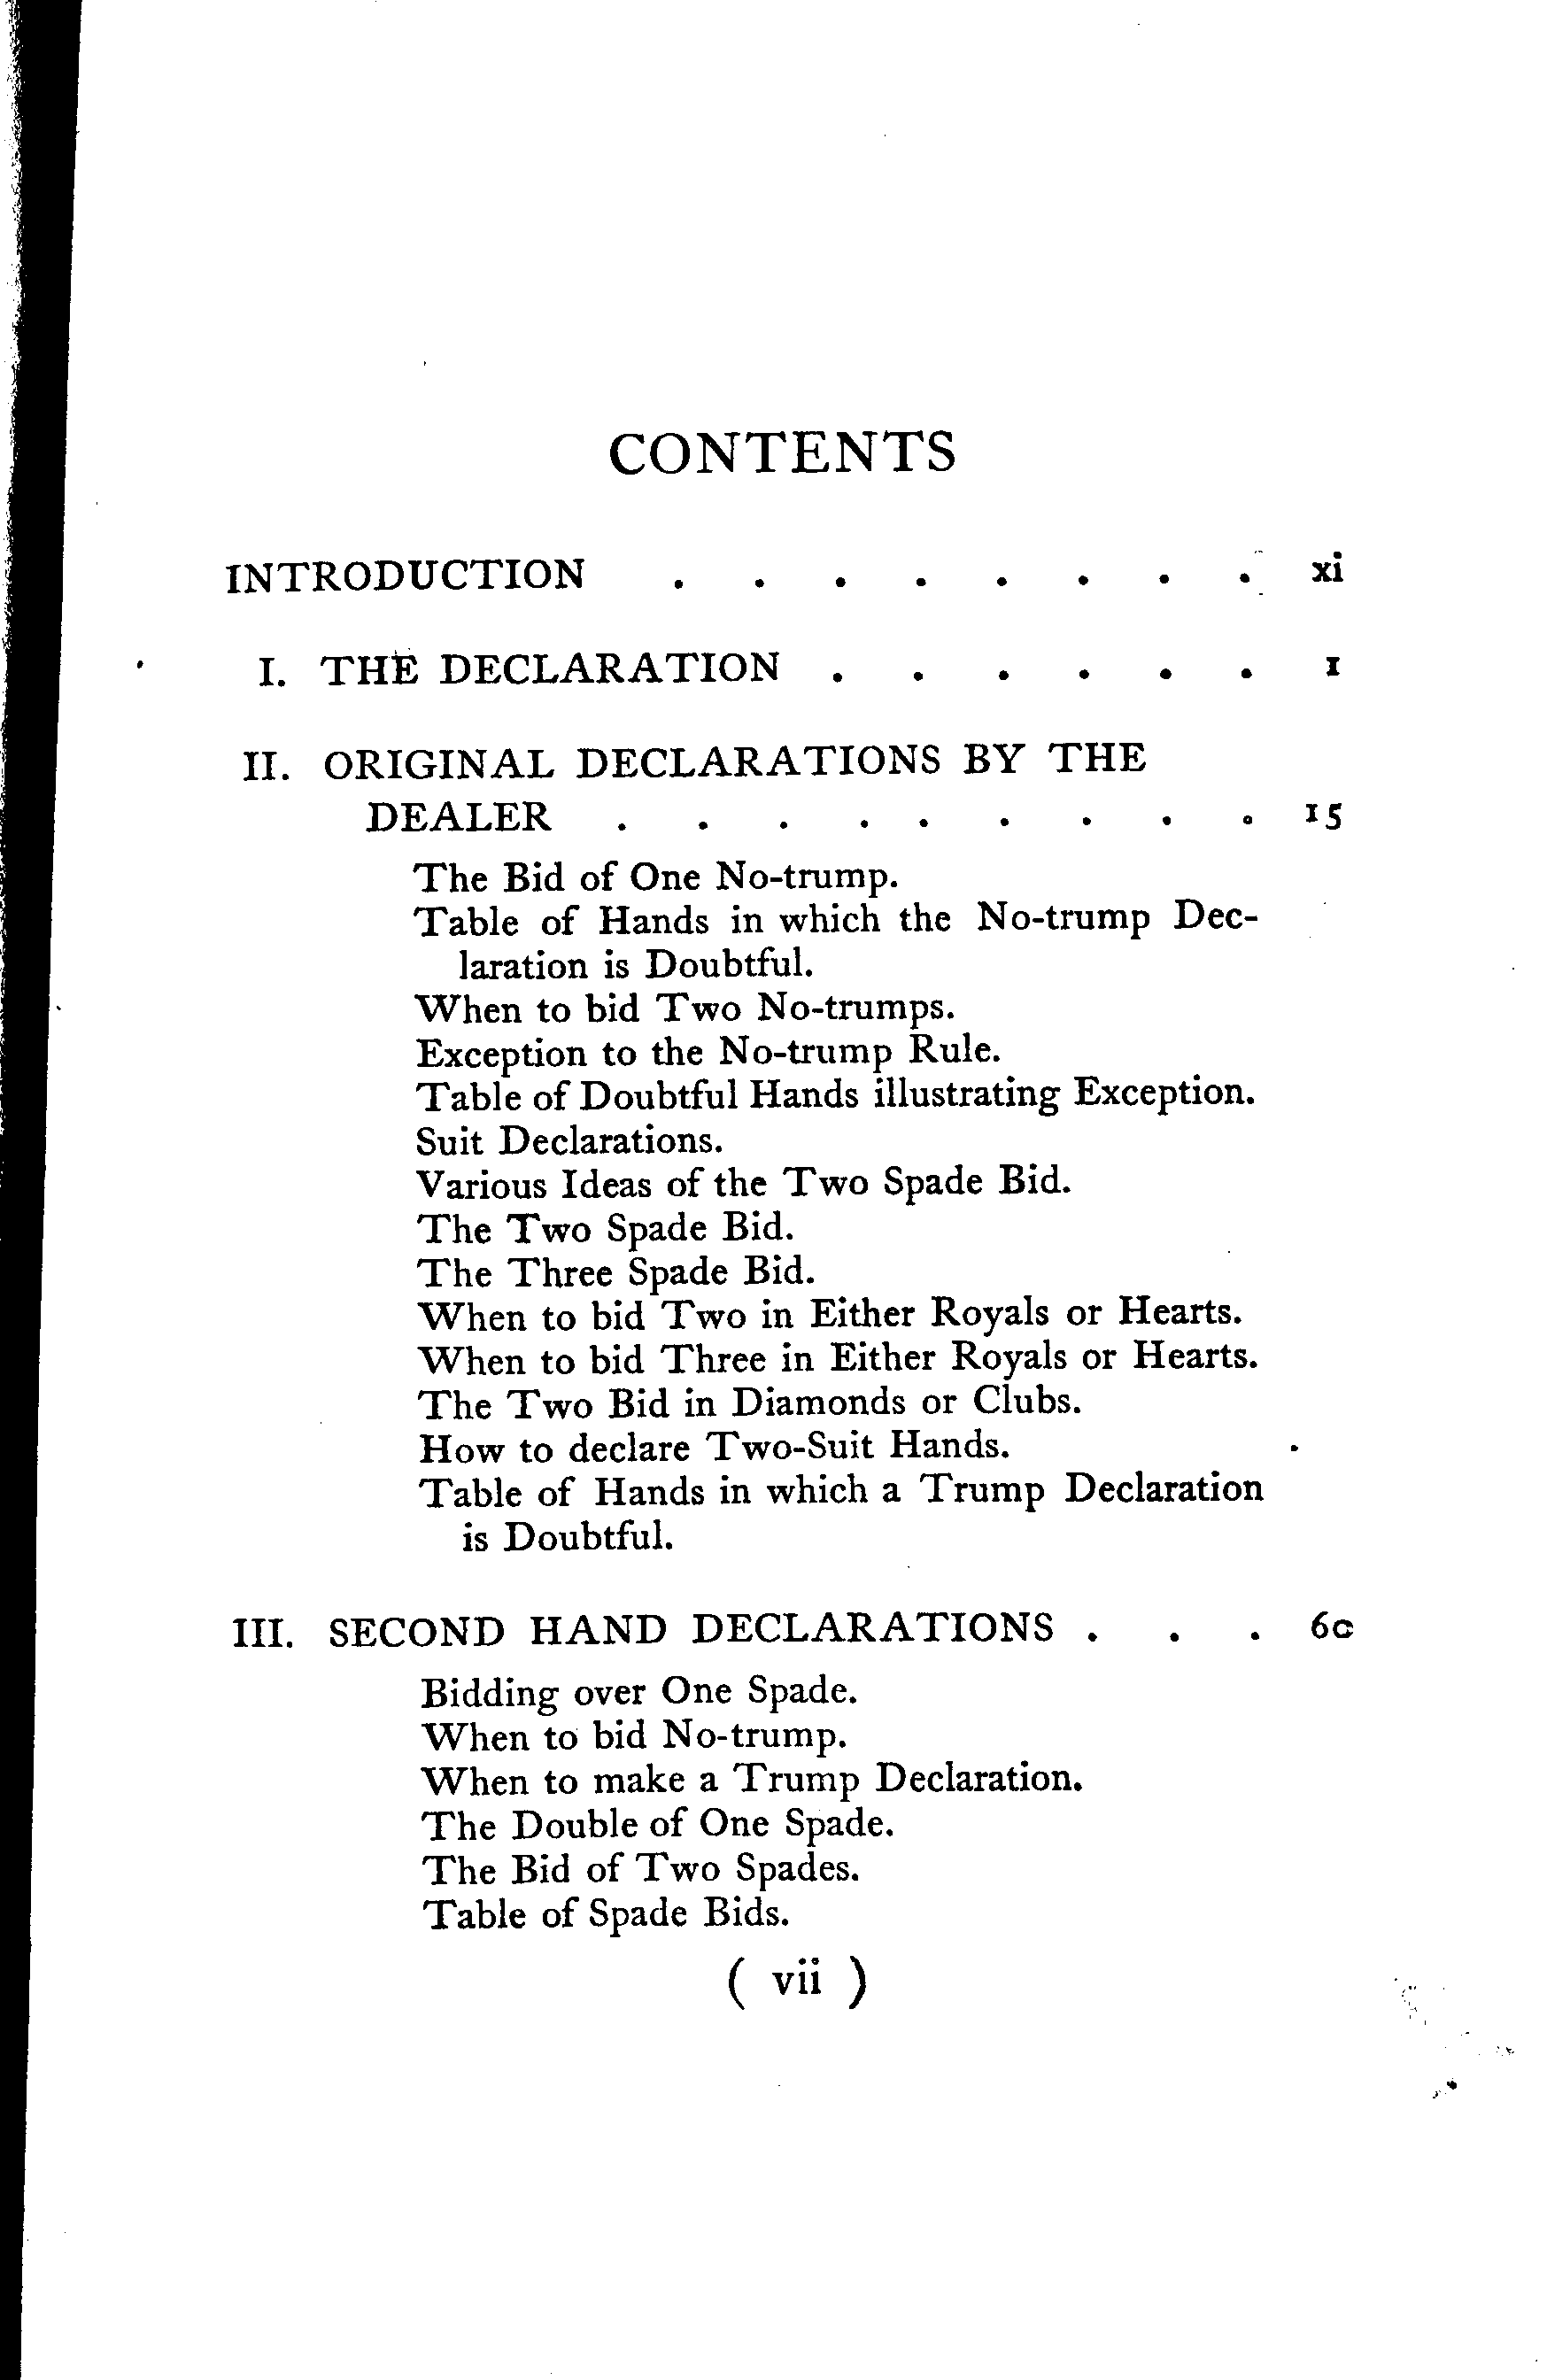 CONTENTS
INTRODUCTION . . . . . . . . xi
I. THE DECLARATION . . . . . . 1
II. ORIGINAL DECLARATIONS BY THE
DEALER . . . . . . . . . 15
The Bid of One No-trump.
Table of Hands in which the No-trump Dec-
laration is Doubtful.
When to bid Two No-trumps.
Exception to the No-trump Rule.
Table of Doubtful Hands illustrating Exception.
Suit Declarations.
Various Ideas of the Two Spade Bid.
The Two Spade Bid.
The Three Spade Bid.
When to bid Two in Either Royals or Hearts.
When to bid Three in Either Royals or Hearts.
The Two Bid in Diamonds or Clubs.
How to declare Two-Suit Hands.
Table of Hands in which a Trump Declaration
is Doubtful.
III. SECOND HAND DECLARATIONS . . . 60
Bidding over One Spade.
When to bid No-trump.
When to make a Trump Declaration.
The Double of One Spade.
The Bid of Two Spades.
Table of Spade Bids.
( vii )